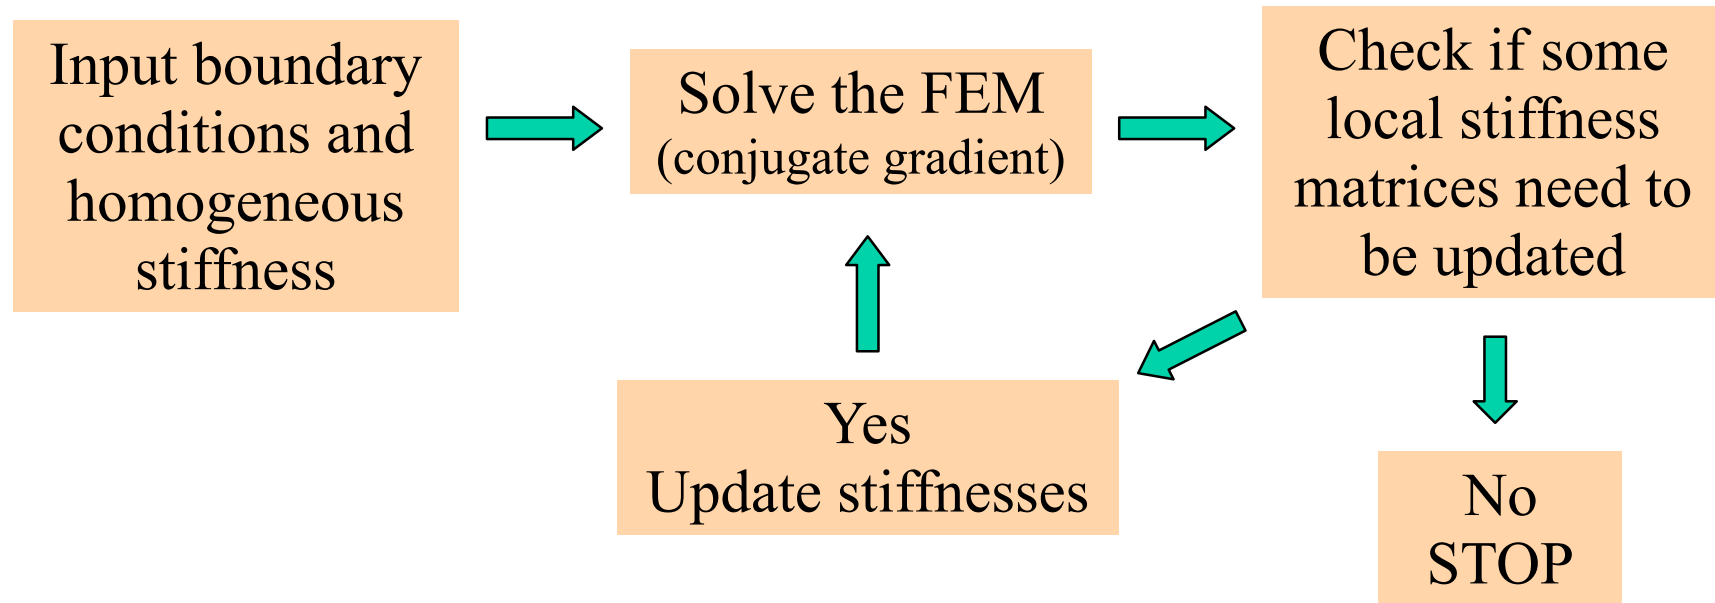 Input boundary
conditions and
homogeneous
stiffness
Solve the FEM
(conjugate gradient)
Check if some
local stiffness
matrices need to
be updated
Yes
Update stiffnesses
No
STOP